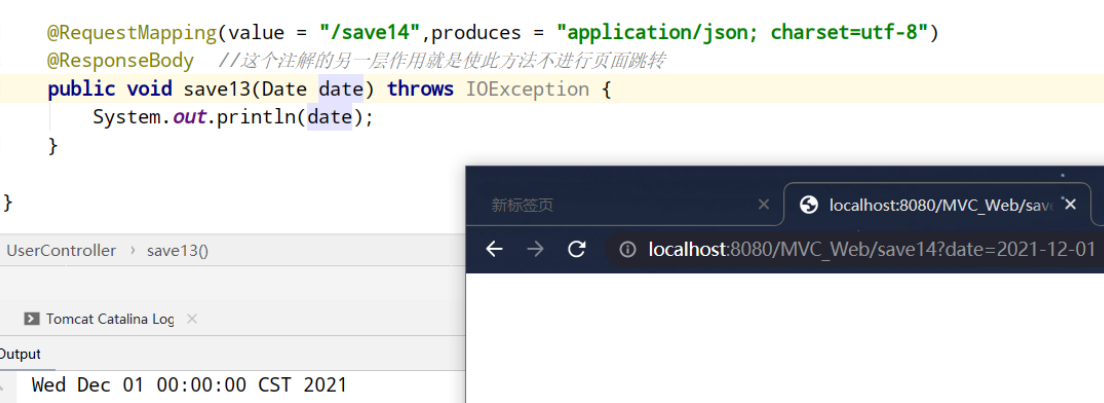 @RequestMapping(value = "/save14",produces = "application/json; charset=utf-8")
@ResponseBody //这个注解的另一层作用就是使此方法不进行页面跳转
public void save13(Date date) throws IOException {
System.out.println(date);
}
}
新标签页
localhost:8080/MVC_Web/sav
localhost:8080/MVC_Web/save14?date=2021-12-01
UserController › save13()
Tomcat Catalina Log
Output
Wed Dec 01 00:00:00 CST 2021